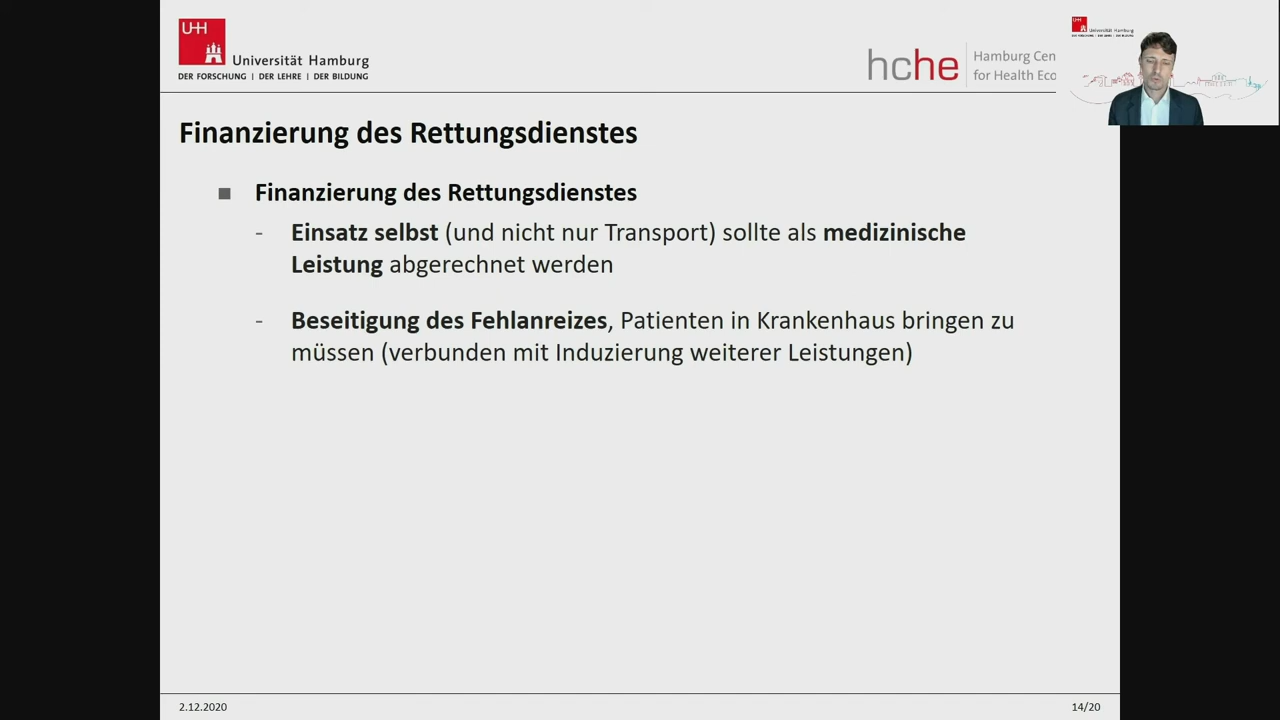 UHH
Universität Hamburg
DER FORSCHUNG | DER LEHRE | DER BILDUNG
hche
Hamburg Cen
for Health Eco
Finanzierung des Rettungsdienstes
Finanzierung des Rettungsdienstes
- Einsatz selbst (und nicht nur Transport) sollte als medizinische
Leistung abgerechnet werden
- Beseitigung des Fehlanreizes, Patienten in Krankenhaus bringen zu
müssen (verbunden mit Induzierung weiterer Leistungen)
2.12.2020
14/20